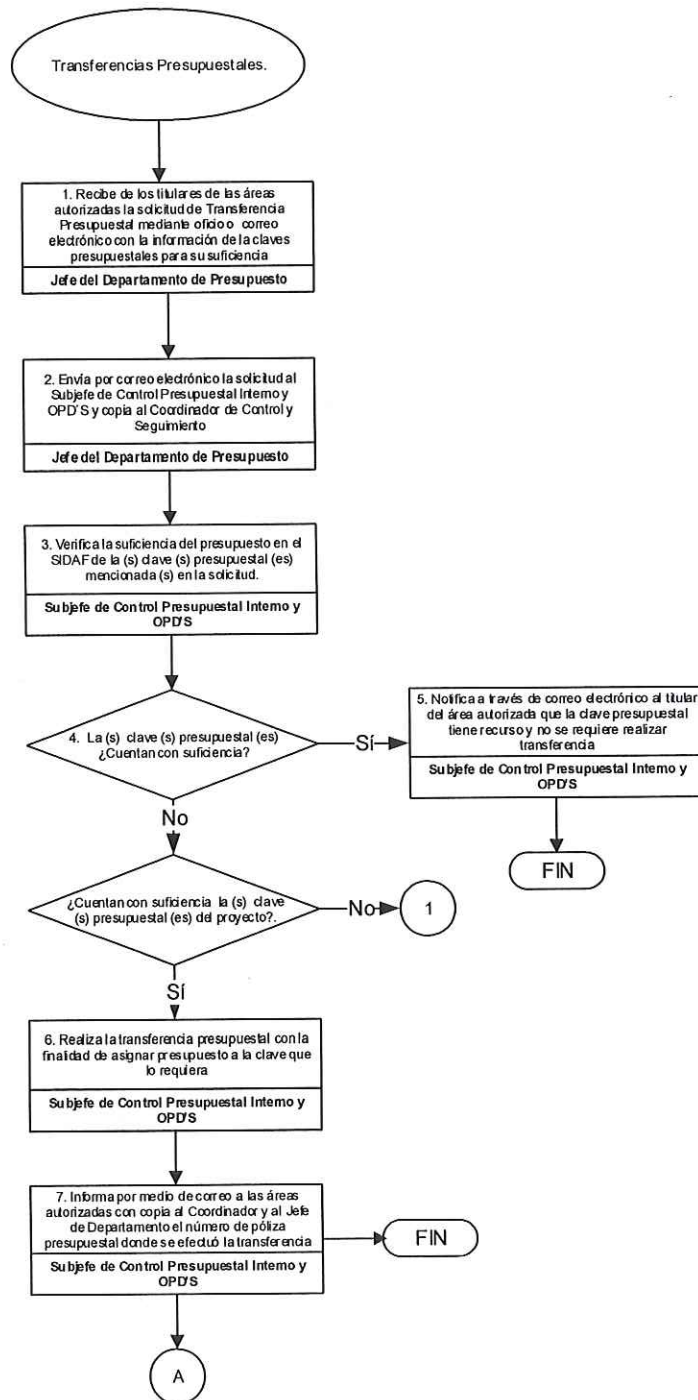 Transferencias Presupuestales.
1. Recibe de los titulares de las áreas
autorizadas la solicitud de Transferencia
Presupuestal mediante oficio o correo
electrónico con la información de la claves
presupuestales para su suficiencia
Jefe del Departamento de Presupuesto
2. Envía por correo electrónico la solicitud al
Subjefe de Control Presupuestal Interno y
OPD'S y copia al Coordinador de Control y
Seguimiento
Jefe del Departamento de Presupuesto
3. Verifica la suficiencia del presupuesto en el
SIDAF de la (s) clave (s) presupuestal (es)
mencionada (s) en la solicitud.
Subjefe de Control Presupuestal Interno y
OPD'S
4. La (s) clave (s) presupuestal (es)
¿Cuentan con suficiencia?
Sí
5. Notifica a través de correo electrónico al titular
del área autorizada que la clave presupuestal
tiene recurso y no se requiere realizar
transferencia
Subjefe de Control Presupuestal Interno y
OPD'S
FIN
No
¿Cuentan con suficiencia la (s) clave
(s) presupuestal (es) del proyecto?.
No
1
Sí
6. Realiza la transferencia presupuestal con la
finalidad de asignar presupuesto a la clave que
lo requiera
Subjefe de Control Presupuestal Interno y
OPD'S
7. Informa por medio de correo a las áreas
autorizadas con copia al Coordinador y al Jefe
de Departamento el número de póliza
presupuestal donde se efectuó la transferencia
Subjefe de Control Presupuestal Interno y
OPD'S
FIN
A